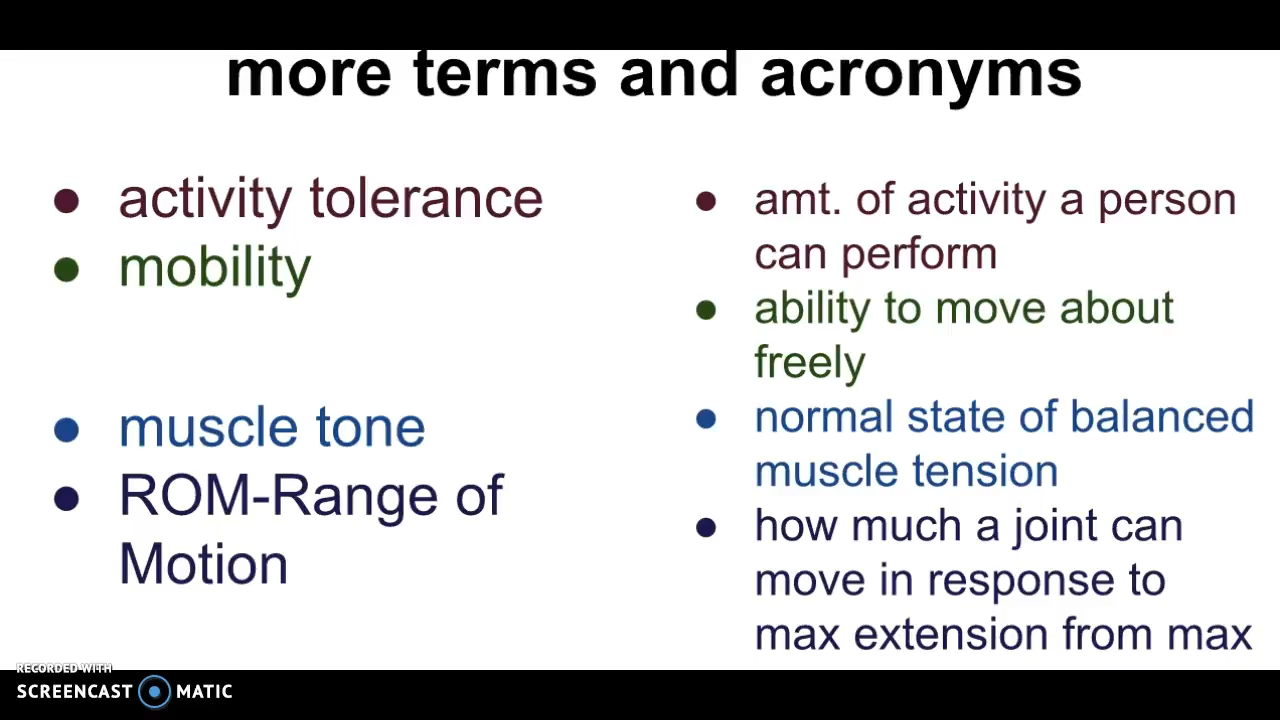 more terms and acronyms
● activity tolerance
● mobility
● muscle tone
● ROM-Range of
Motion
● amt. of activity a person
can perform
● ability to move about
freely
● normal state of balanced
muscle tension
● how much a joint can
move in response to
max extension from max
RECORDED WITH
SCREENCAST MATIC